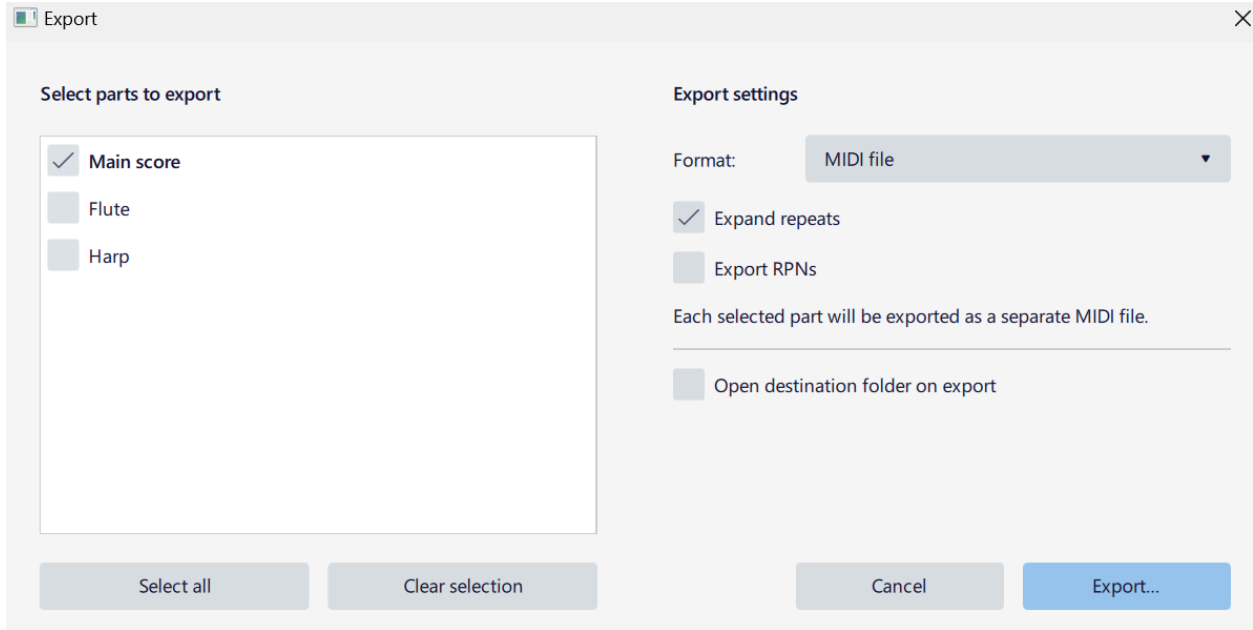 Export
Select parts to export
Main score
Flute
Harp
Select all
Clear selection
Export settings
Format:
MIDI file
Expand repeats
Export RPNs
Each selected part will be exported as a separate MIDI file.
Open destination folder on export
Cancel
Export...